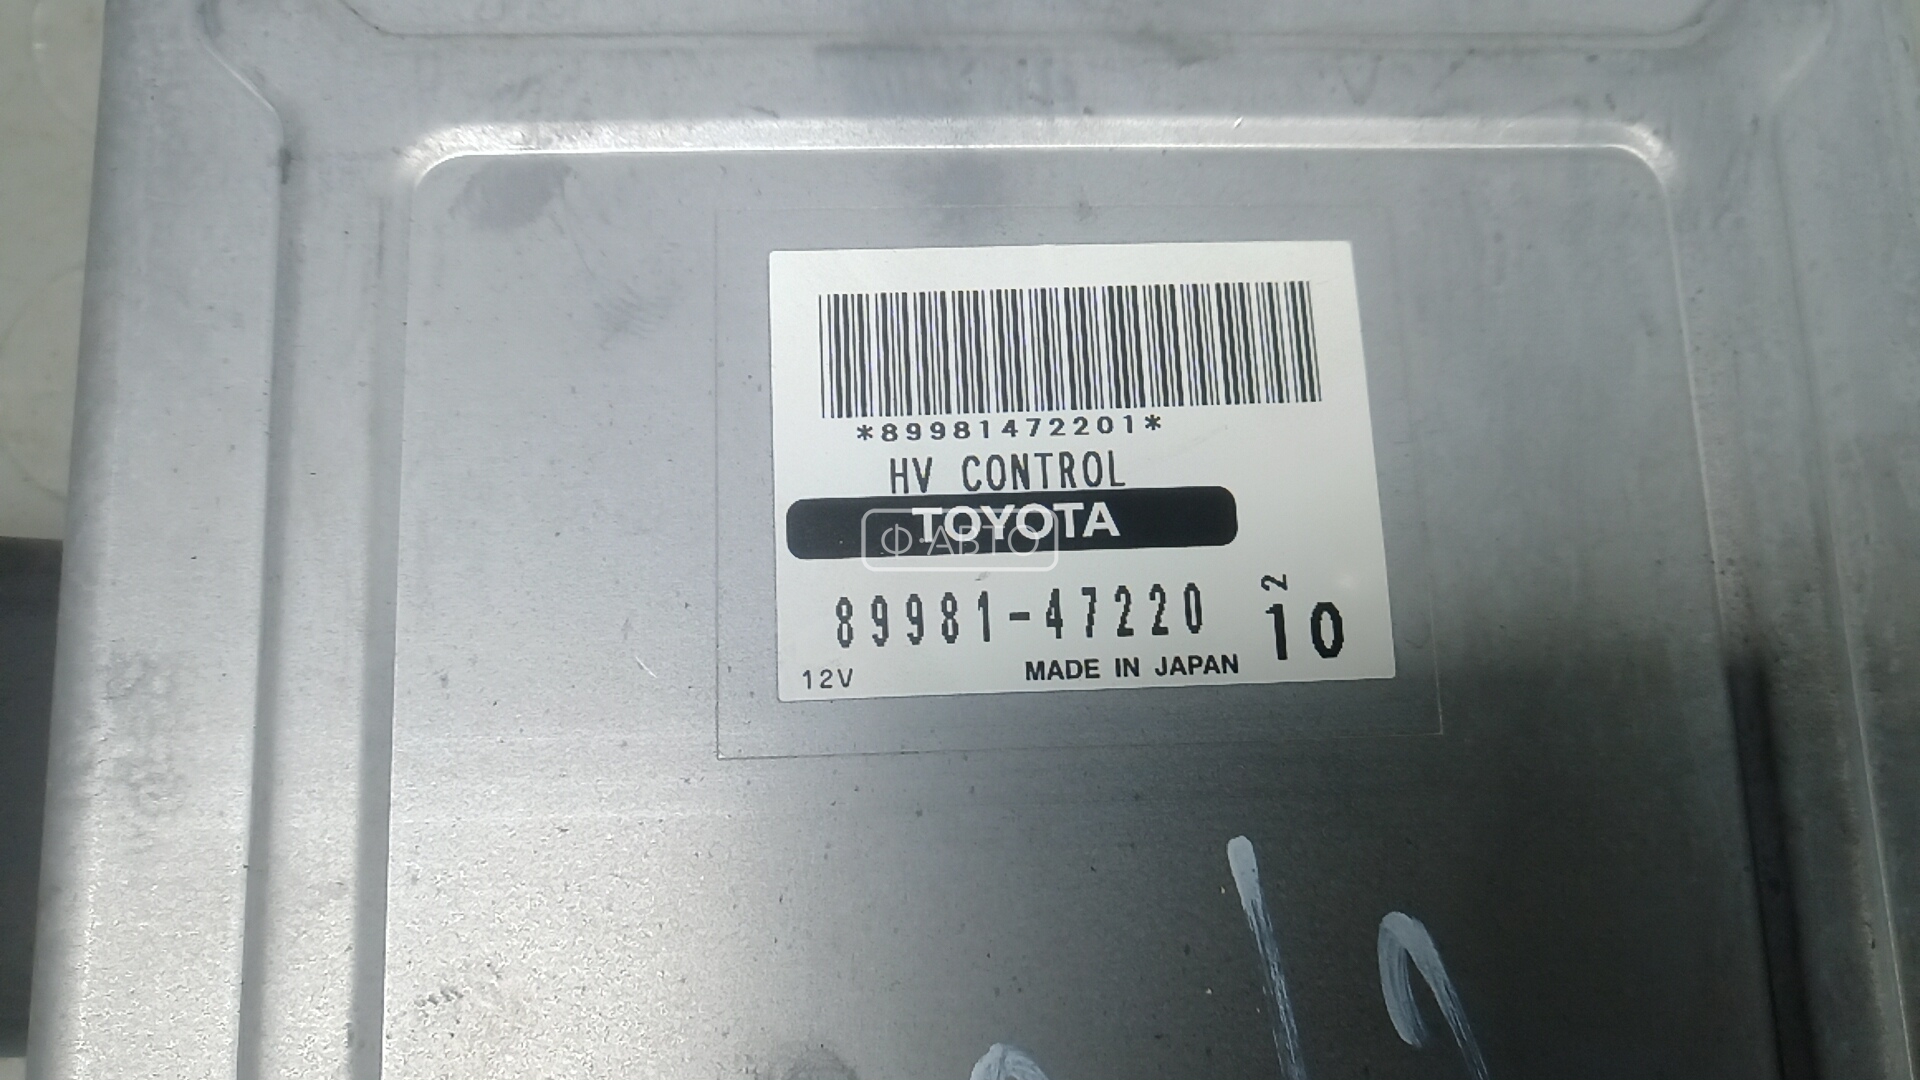 *89981472201*
HV CONTROL
TOYOTA
Ф·АВТО
89981-47220
2
10
12V
MADE IN JAPAN